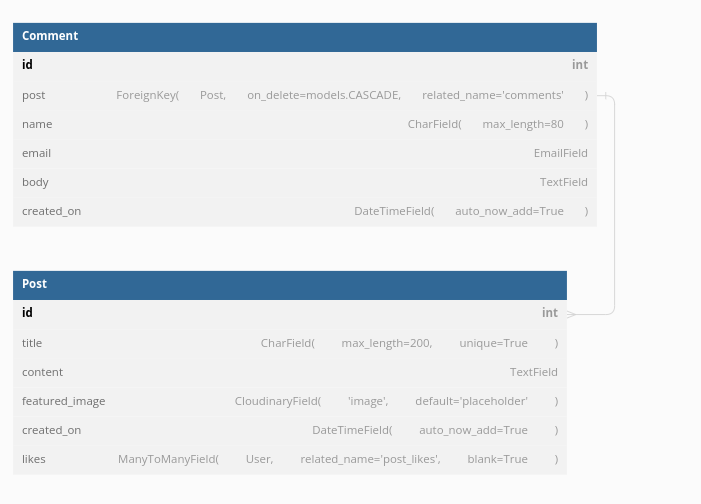 Comment
id int
post ForeignKey( Post, on_delete=models.CASCADE, related_name='comments' )
name CharField( max_length=80 )
email EmailField
body TextField
created_on DateTimeField( auto_now_add=True )
Post
id int
title CharField( max_length=200, unique=True )
content TextField
featured_image CloudinaryField( 'image', default='placeholder' )
created_on DateTimeField( auto_now_add=True )
likes ManyToManyField( User, related_name='post_likes', blank=True )